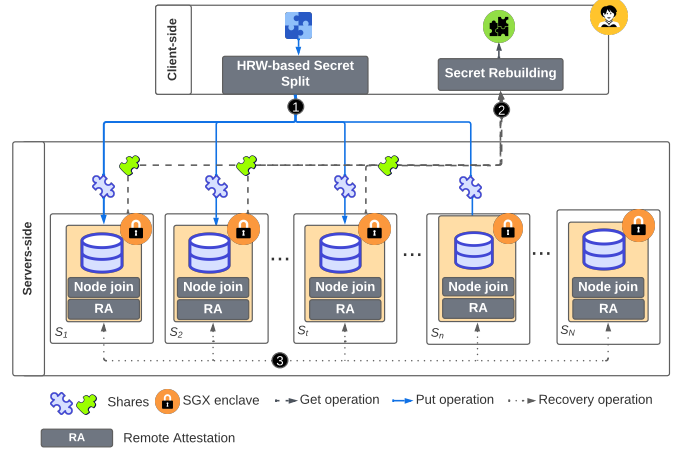 Client-side
HRW-based Secret
Split
Secret Rebuilding
1
2
Servers-side
Node join
RA
S1
Node join
RA
S2
...
Node join
RA
St
...
Node join
RA
Sn
...
Node join
RA
SN
3
Shares
SGX enclave
Get operation
Put operation
Recovery operation
RA
Remote Attestation